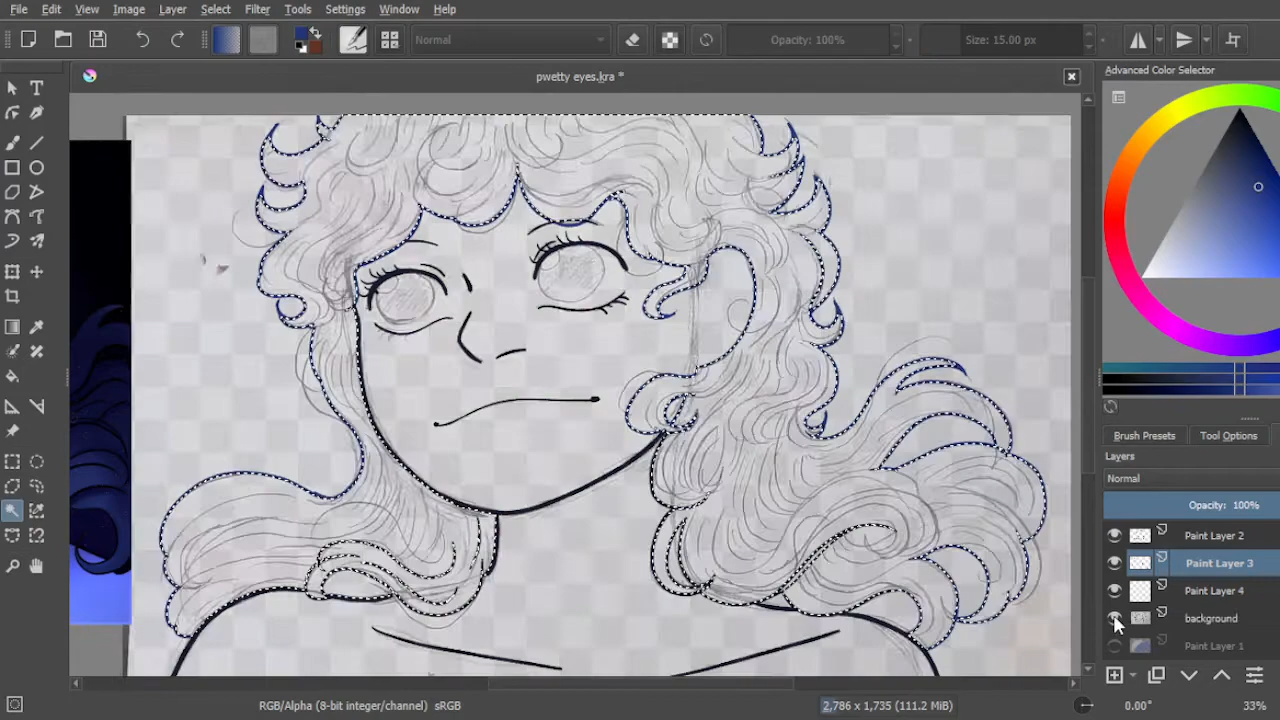 File Edit View Image Layer Select Filter Tools Settings Window Help
Normal Opacity: 100% Size: 15.00 px
pwetty eyes.kra *
Advanced Color Selector
Brush Presets Tool Options
Layers
Normal
Opacity: 100%
Paint Layer 2
Paint Layer 3
Paint Layer 4
background
Paint Layer 1
RGB/Alpha (8-bit integer/channel) sRGB 2,786 x 1,735 (111.2 MiB) 0.00° 33%